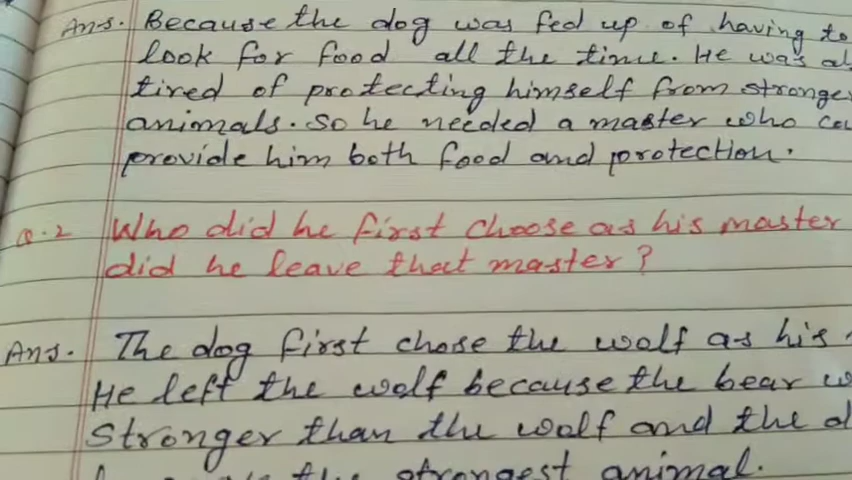 Ans. Because the dog was fed up of having to
look for food all the time. He was
tired of protecting himself from
animals. So he needed a master who
provide him both food and protection.
Q.2 Who did he first choose as his master
did he leave that master?
Ans. The dog first chose the wolf as his
He left the wolf because the bear
stronger than the wolf and the
the strongest animal.